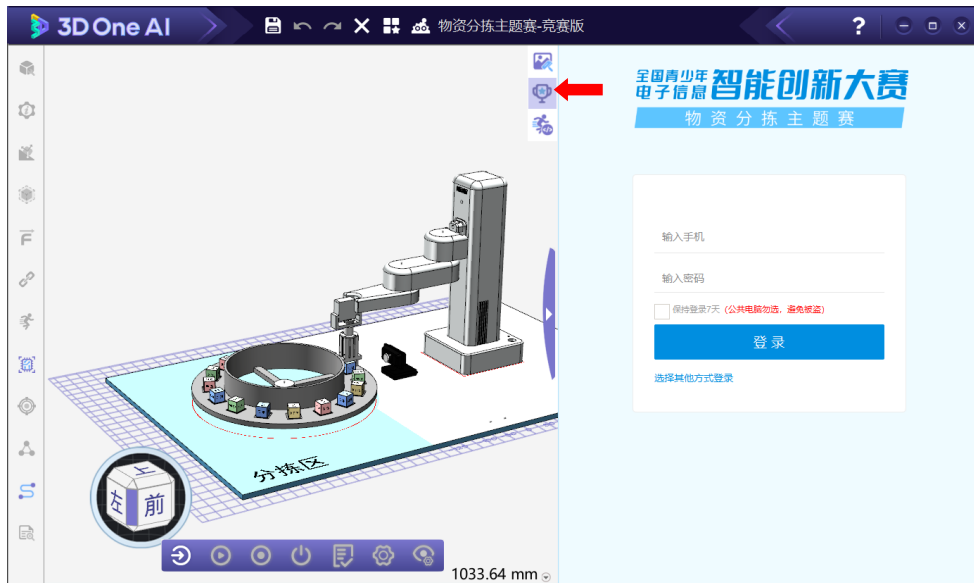 3D One AI
物资分拣主题赛-竞赛版
?
全国青少年
电子信息
智能创新大赛
物资分拣主题赛
输入手机
输入密码
保持登录7天（公共电脑勿选，避免被盗）
登录
选择其他方式登录
F
分拣区
上
左
前
1033.64 mm